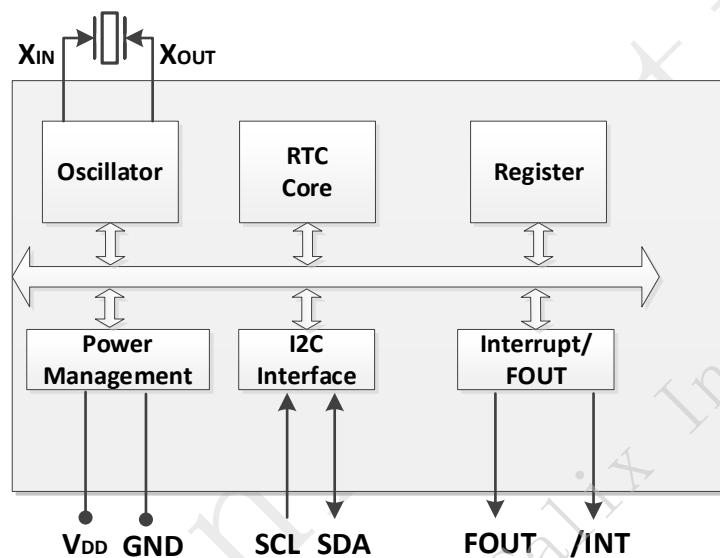 XIN
XOUT
Oscillator
RTC
Core
Register
Power
Management
I2C
Interface
Interrupt/
FOUT
VDD GND
SCL SDA
FOUT /INT